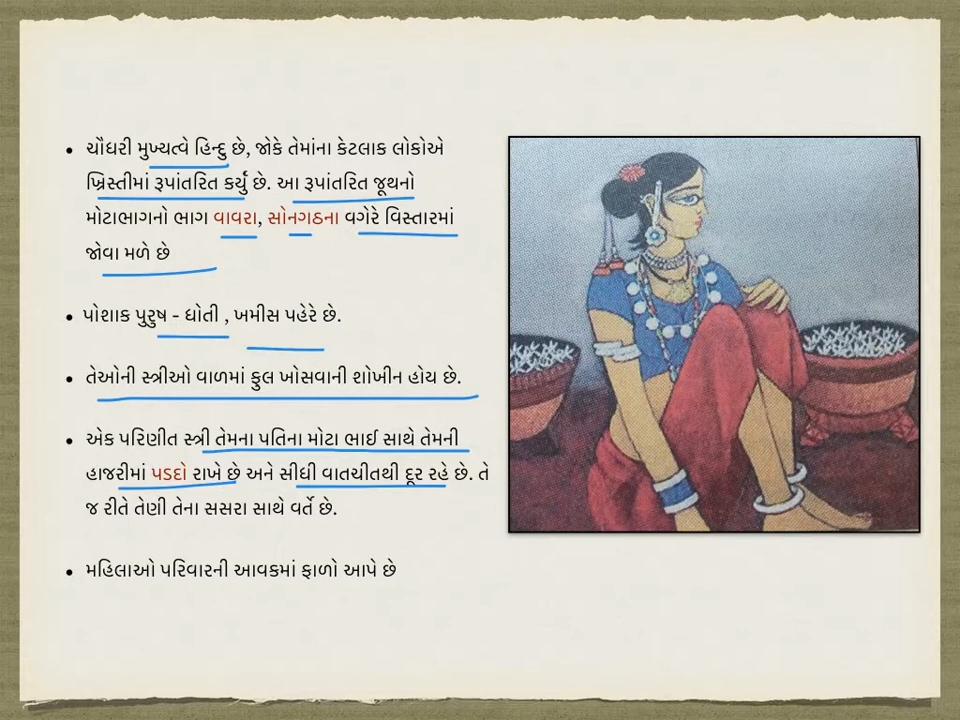 • ચૌધરી મુખ્યત્વે હિન્દુ છે, જોકે તેમાંના કેટલાક લોકોએ
ખ્રિસ્તીમાં રૂપાંતરિત કર્યું છે. આ રૂપાંતરિત જૂથનો
મોટાભાગનો ભાગ વાવરા, સોનગઠના વગેરે વિસ્તારમાં
જોવા મળે છે
• પોશાક પુરુષ - ધોતી , ખમીસ પહેરે છે.
• તેઓની સ્ત્રીઓ વાળમાં ફુલ ખોસવાની શોખીન હોય છે.
• એક પરિણીત સ્ત્રી તેમના પતિના મોટા ભાઈ સાથે તેમની
હાજરીમાં પડદો રાખે છે અને સીધી વાતચીતથી દૂર રહે છે. તે
જ રીતે તેણી તેના સસરા સાથે વર્તે છે.
• મહિલાઓ પરિવારની આવકમાં ફાળો આપે છે